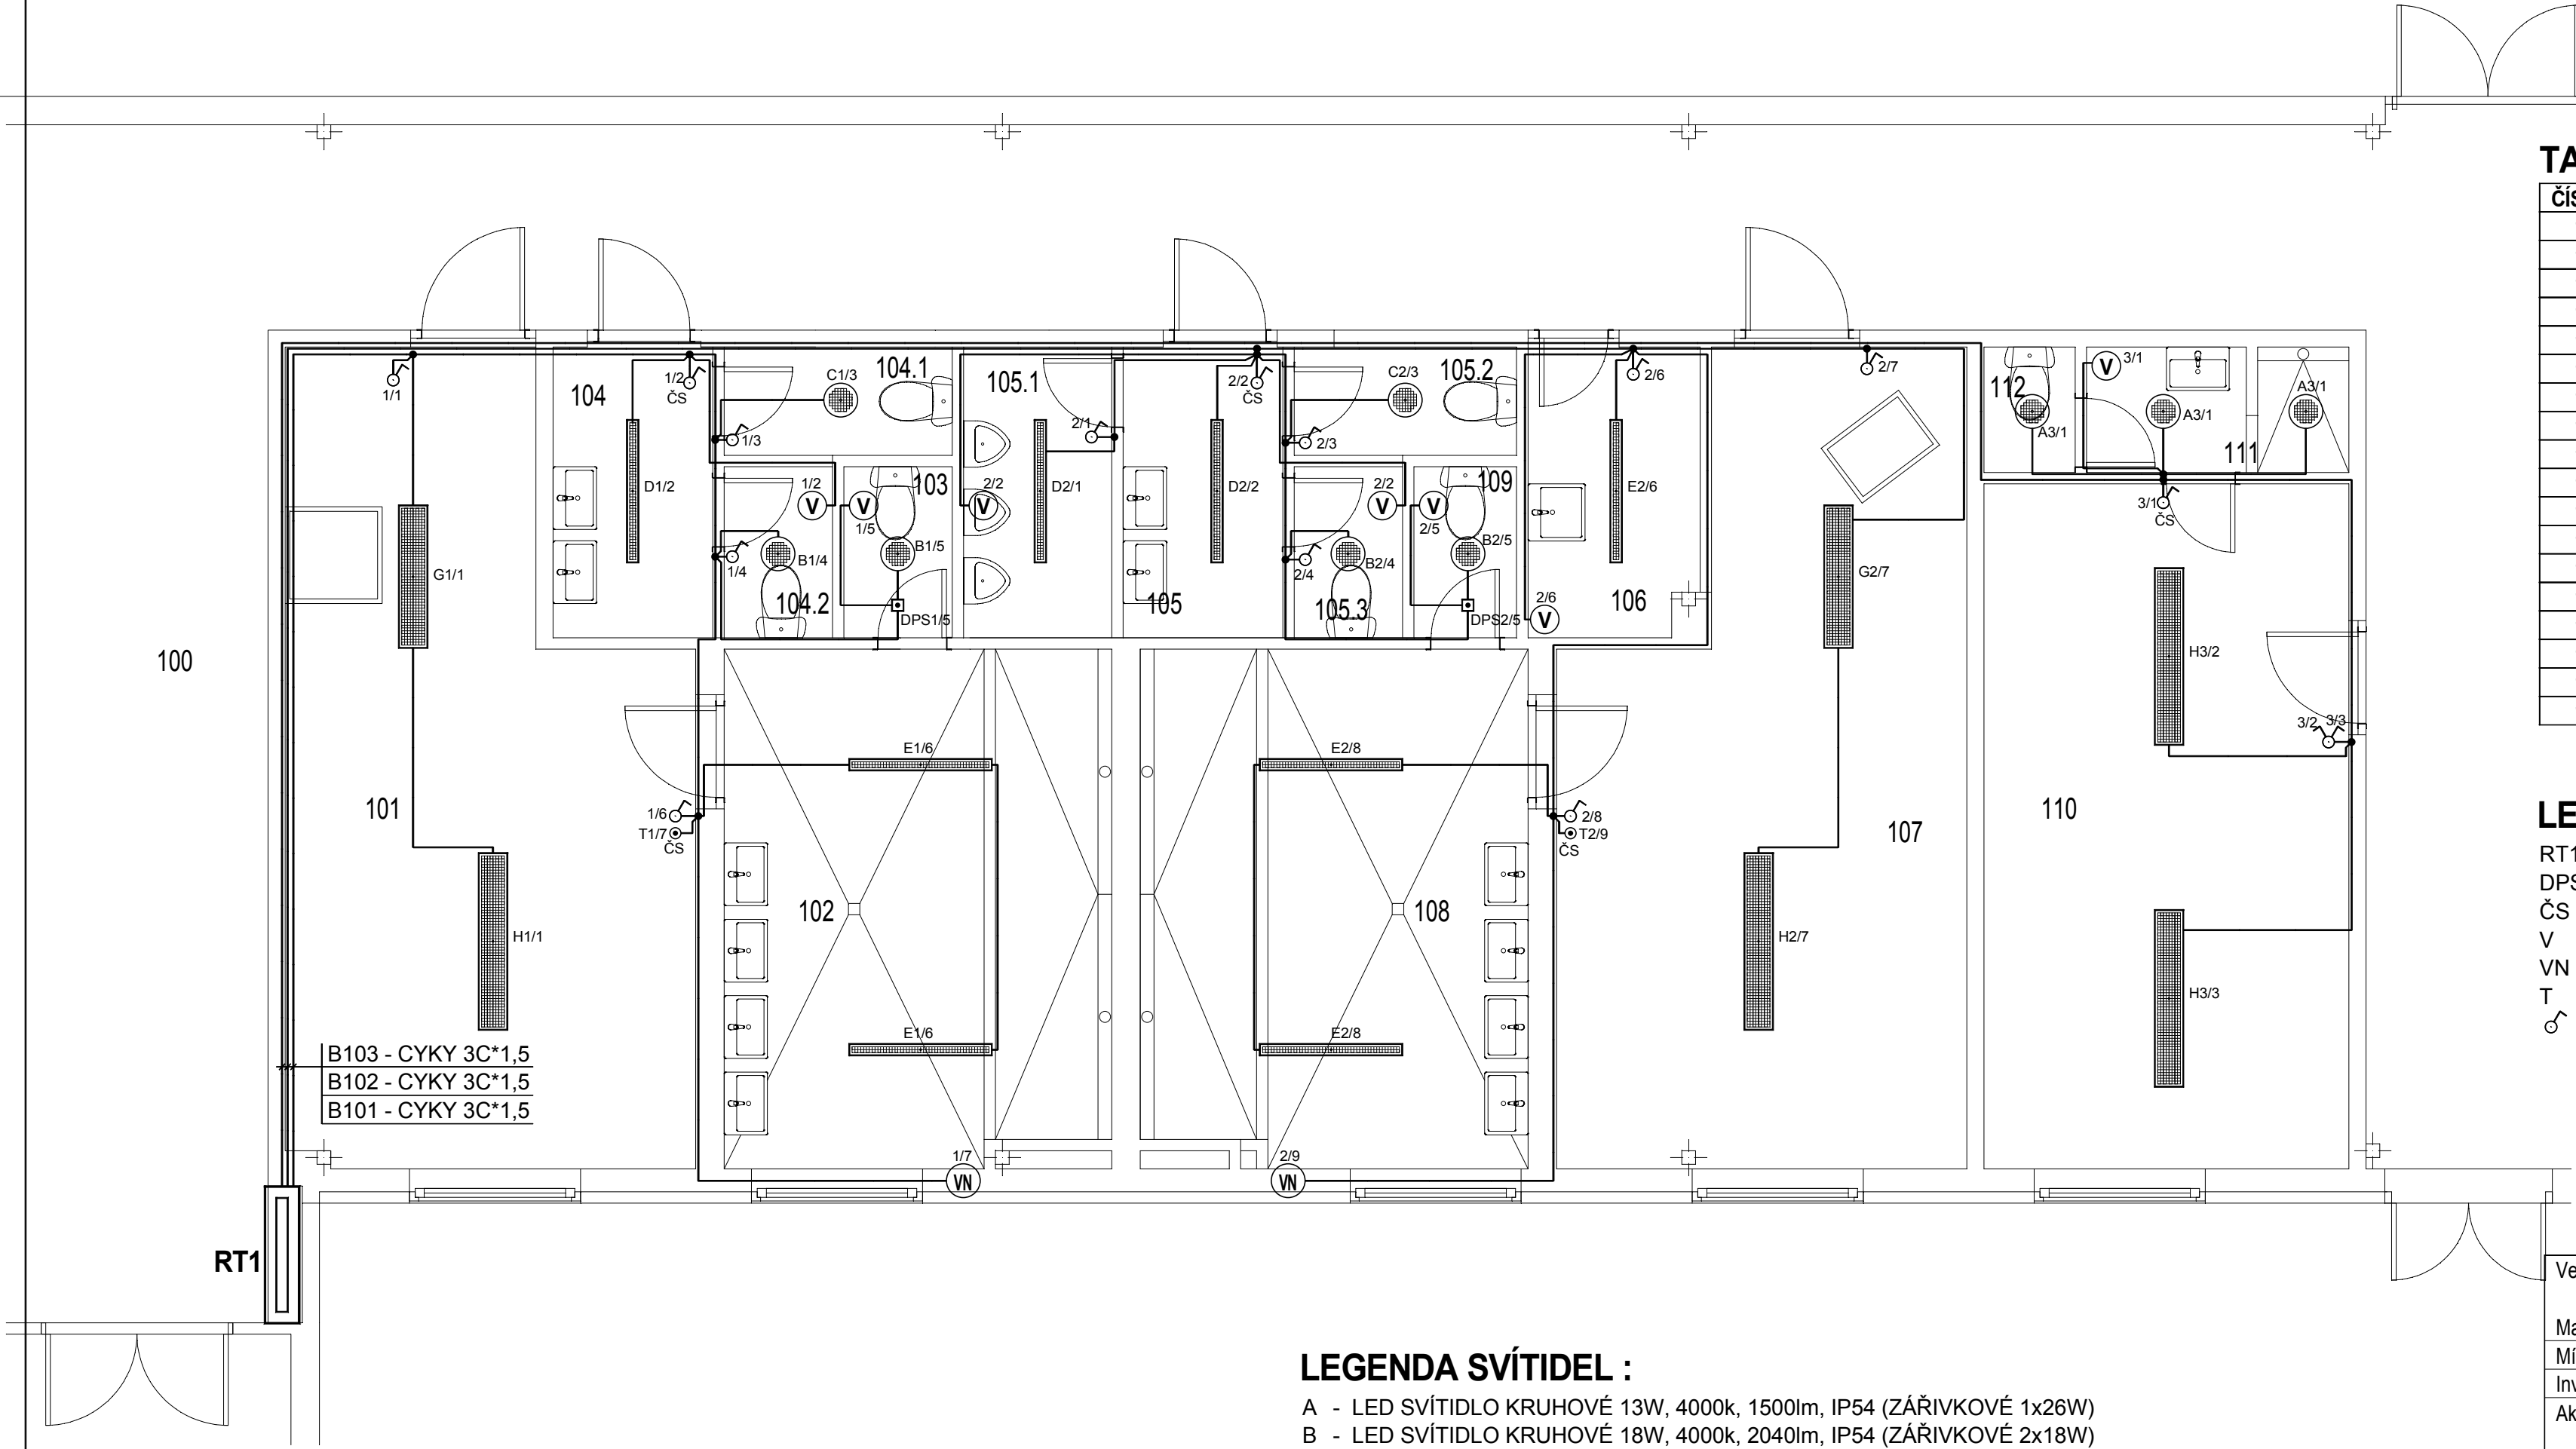 TA
ČÍS
104.1
C1/3
105.1
105.2
C2/3
1/1
1/2
ČS
104
2/2
ČS
2/6
2/7
3/1
112
A3/1
A3/1
A3/1
111
1/3
2/1
2/3
D1/2
1/2
V
V
1/5
103
2/2
V
D2/1
D2/2
2/2
V
V
2/5
109
E2/6
V
3/1
ČS
G1/1
1/4
B1/4
B1/5
2/4
B2/4
B2/5
G2/7
104.2
DPS1/5
105
105.3
DPS2/5
2/6
V
106
100
H3/2
3/2
3/3
E1/6
E2/8
101
1/6
T1/7
ČS
2/8
T2/9
ČS
107
110
LE
RT1
DPS
ČS
V
VN
T
102
108
H1/1
H2/7
H3/3
E1/6
E2/8
B103 - CYKY 3C*1,5
B102 - CYKY 3C*1,5
B101 - CYKY 3C*1,5
1/7
VN
2/9
VN
RT1
Ve
Ma
Mí
Inv
Ak
LEGENDA SVÍTIDEL :
A - LED SVÍTIDLO KRUHOVÉ 13W, 4000k, 1500lm, IP54 (ZÁŘIVKOVÉ 1x26W)
B - LED SVÍTIDLO KRUHOVÉ 18W, 4000k, 2040lm, IP54 (ZÁŘIVKOVÉ 2x18W)